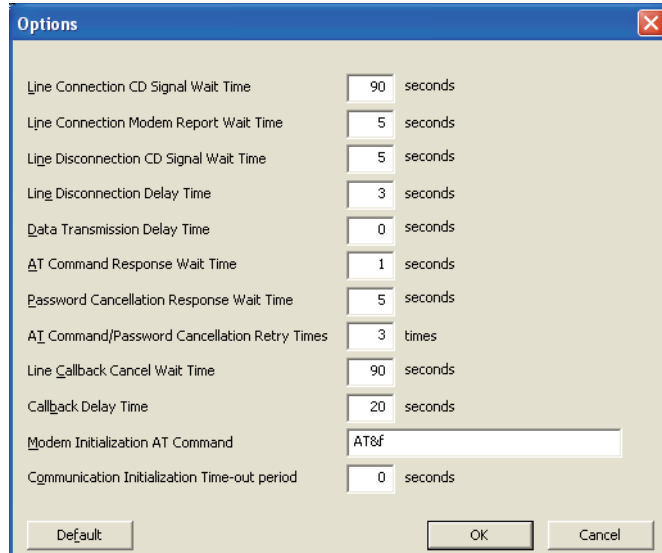 Options
Line Connection CD Signal Wait Time 90 seconds
Line Connection Modem Report Wait Time 5 seconds
Line Disconnection CD Signal Wait Time 5 seconds
Line Disconnection Delay Time 3 seconds
Data Transmission Delay Time 0 seconds
AT Command Response Wait Time 1 seconds
Password Cancellation Response Wait Time 5 seconds
AT Command/Password Cancellation Retry Times 3 times
Line Callback Cancel Wait Time 90 seconds
Callback Delay Time 20 seconds
Modem Initialization AT Command AT&f
Communication Initialization Time-out period 0 seconds
Default OK Cancel